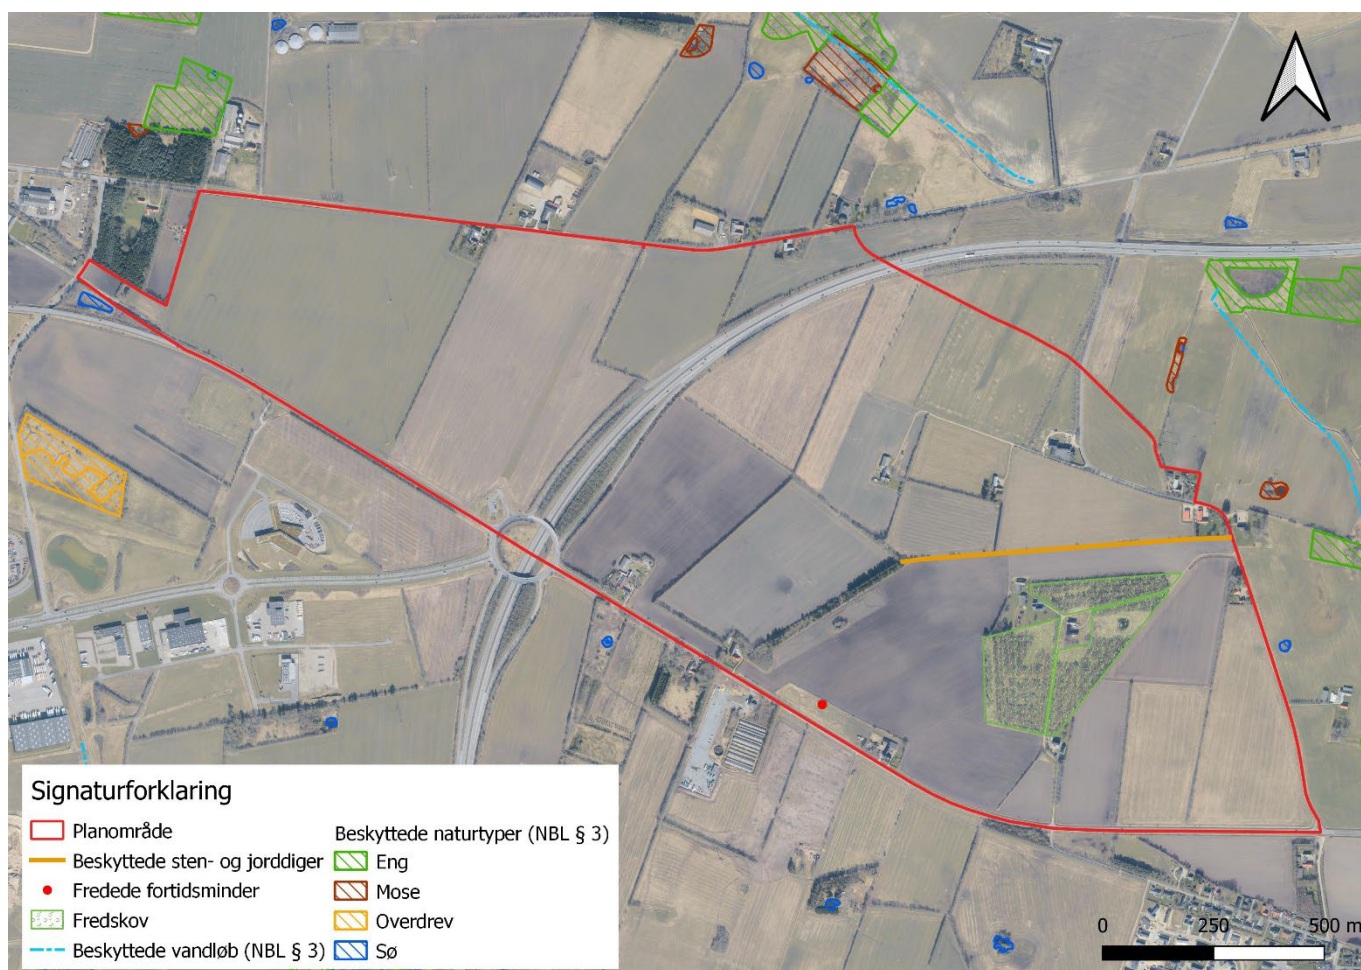 Signaturforklaring
Planområde
Beskyttede sten- og jorddiger
Fredede fortidsminder
Fredskov
Beskyttede vandløb (NBL § 3)
Beskyttede naturtyper (NBL § 3)
Eng
Mose
Overdrev
Sø
0 250 500 m